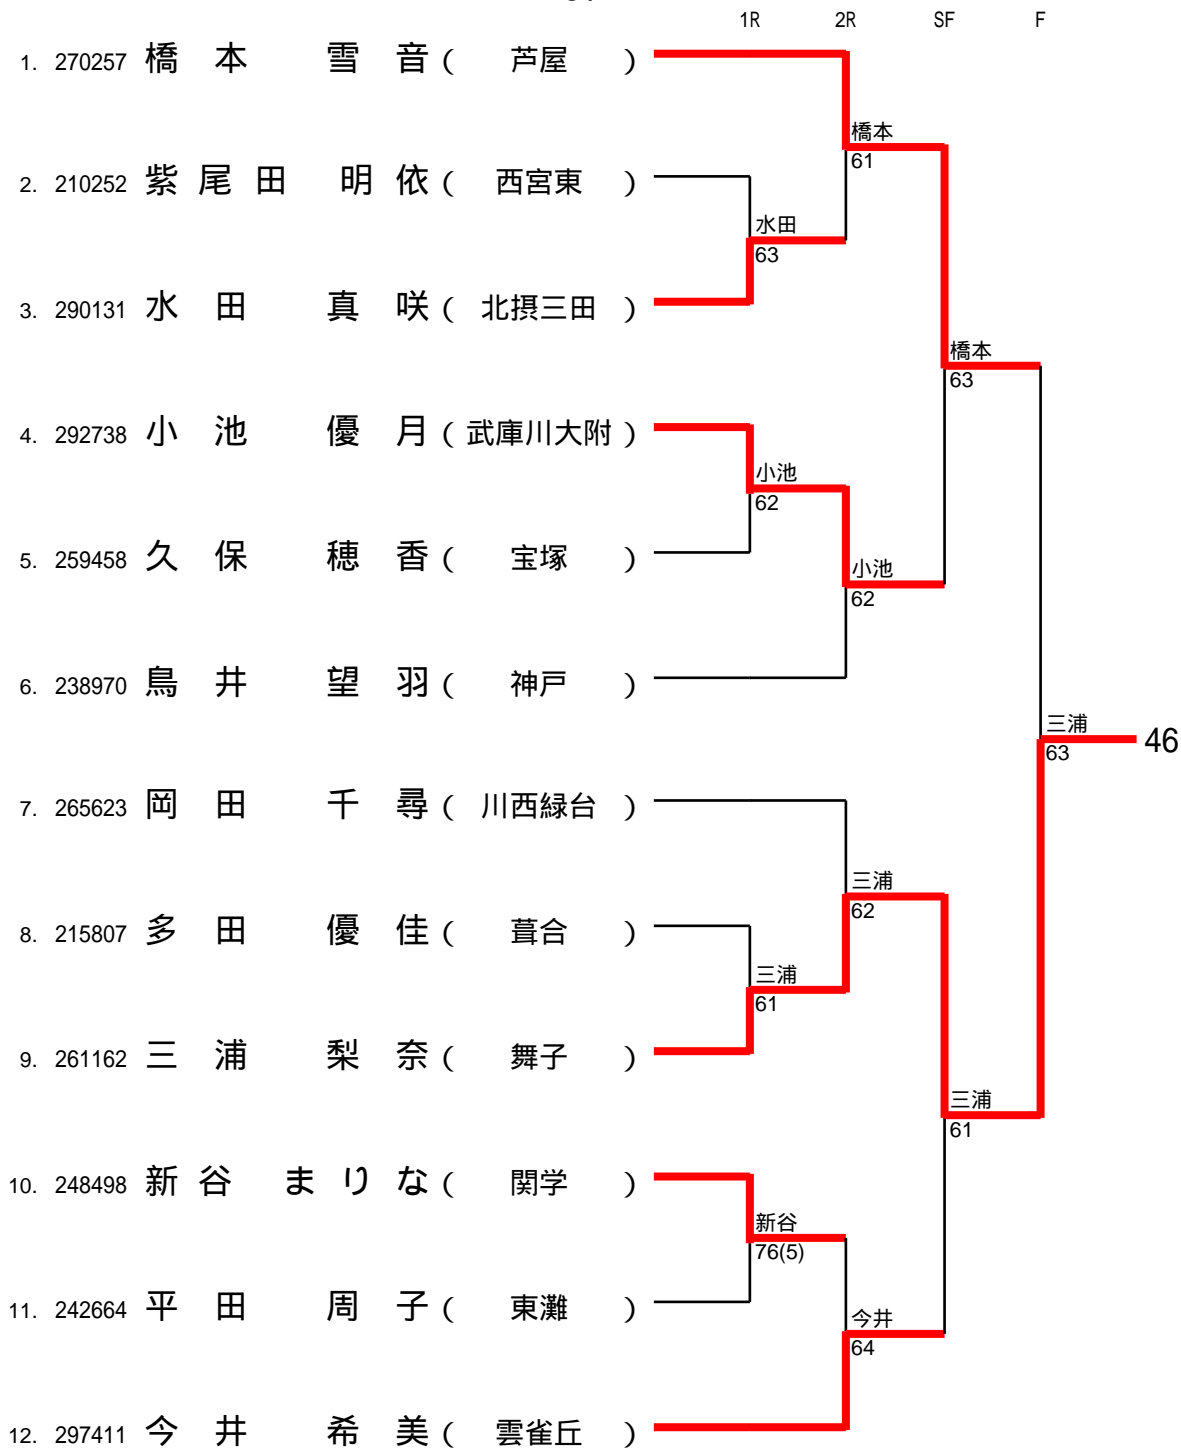 1R 2R SF F
1. 270257 橋本 雪音 ( 芦屋 )
橋本
61
2. 210252 紫尾田 明依 ( 西宮東 )
水田
63
3. 290131 水田 真咲 ( 北摂三田 )
橋本
63
4. 292738 小池 優月 ( 武庫川大附 )
小池
62
5. 259458 久保 穂香 ( 宝塚 )
小池
62
6. 238970 鳥井 望羽 ( 神戸 )
三浦
63
46
7. 265623 岡田 千尋 ( 川西緑台 )
三浦
62
8. 215807 多田 優佳 ( 葺合 )
三浦
61
9. 261162 三浦 梨奈 ( 舞子 )
三浦
61
10. 248498 新谷 まりな ( 関学 )
新谷
76(5)
11. 242664 平田 周子 ( 東灘 )
今井
64
12. 297411 今井 希美 ( 雲雀丘 )